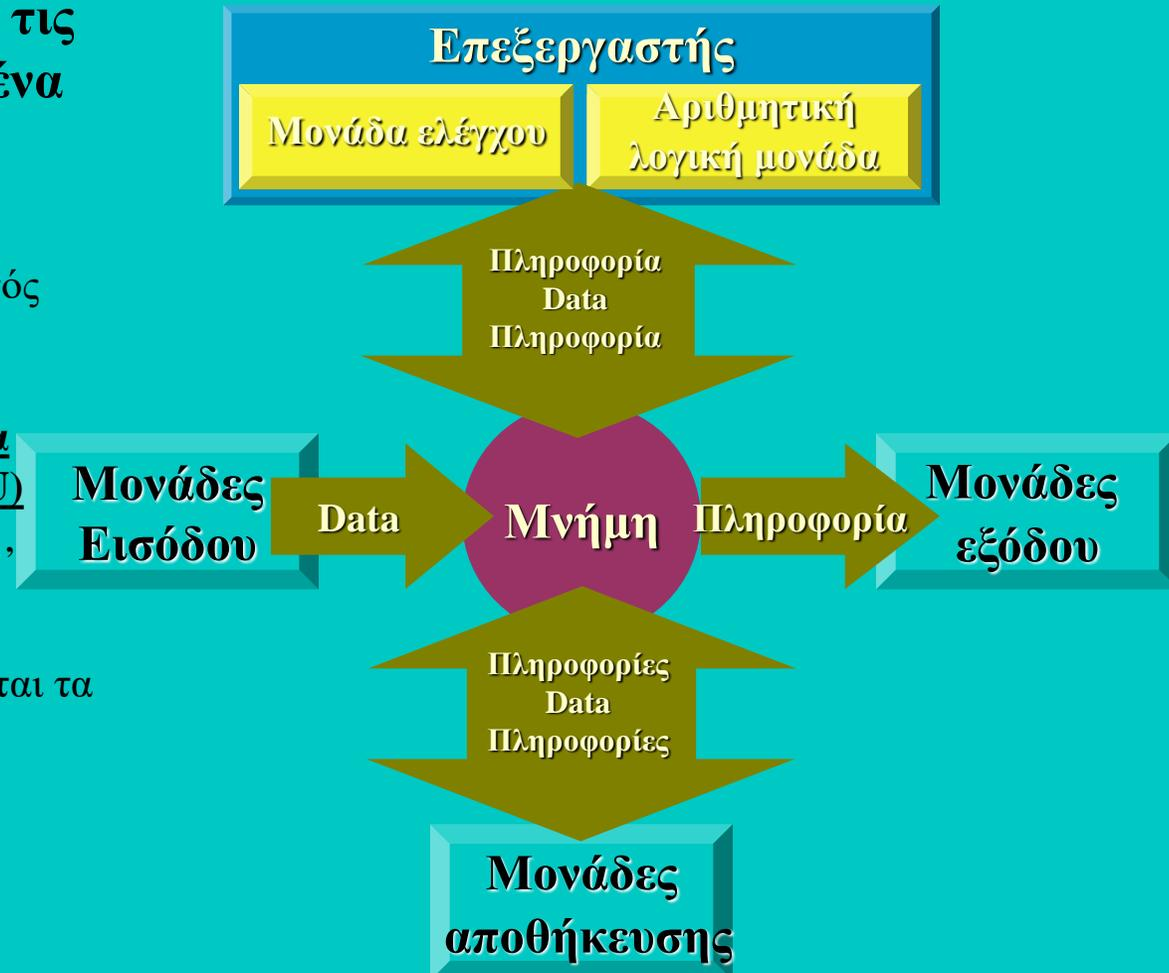 τις
ένα
ός
U)
,
ται τα
Επεξεργαστής
Μονάδα ελέγχου
Αριθμητική
λογική μονάδα
Πληροφορία
Data
Πληροφορία
Μονάδες
Εισόδου
Data
Μνήμη
Πληροφορία
Μονάδες
εξόδου
Πληροφορίες
Data
Πληροφορίες
Μονάδες
αποθήκευσης